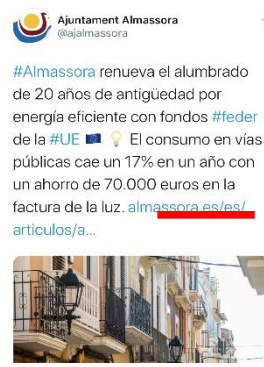 Ajuntament Almassora
@ajalmassora
#Almassora renueva el alumbrado
de 20 años de antigüedad por
energía eficiente con fondos #feder
de la #UE 🇪🇺 💡 El consumo en vías
públicas cae un 17% en un año con
un ahorro de 70.000 euros en la
factura de la luz. almassora.es/es/
articulos/a...